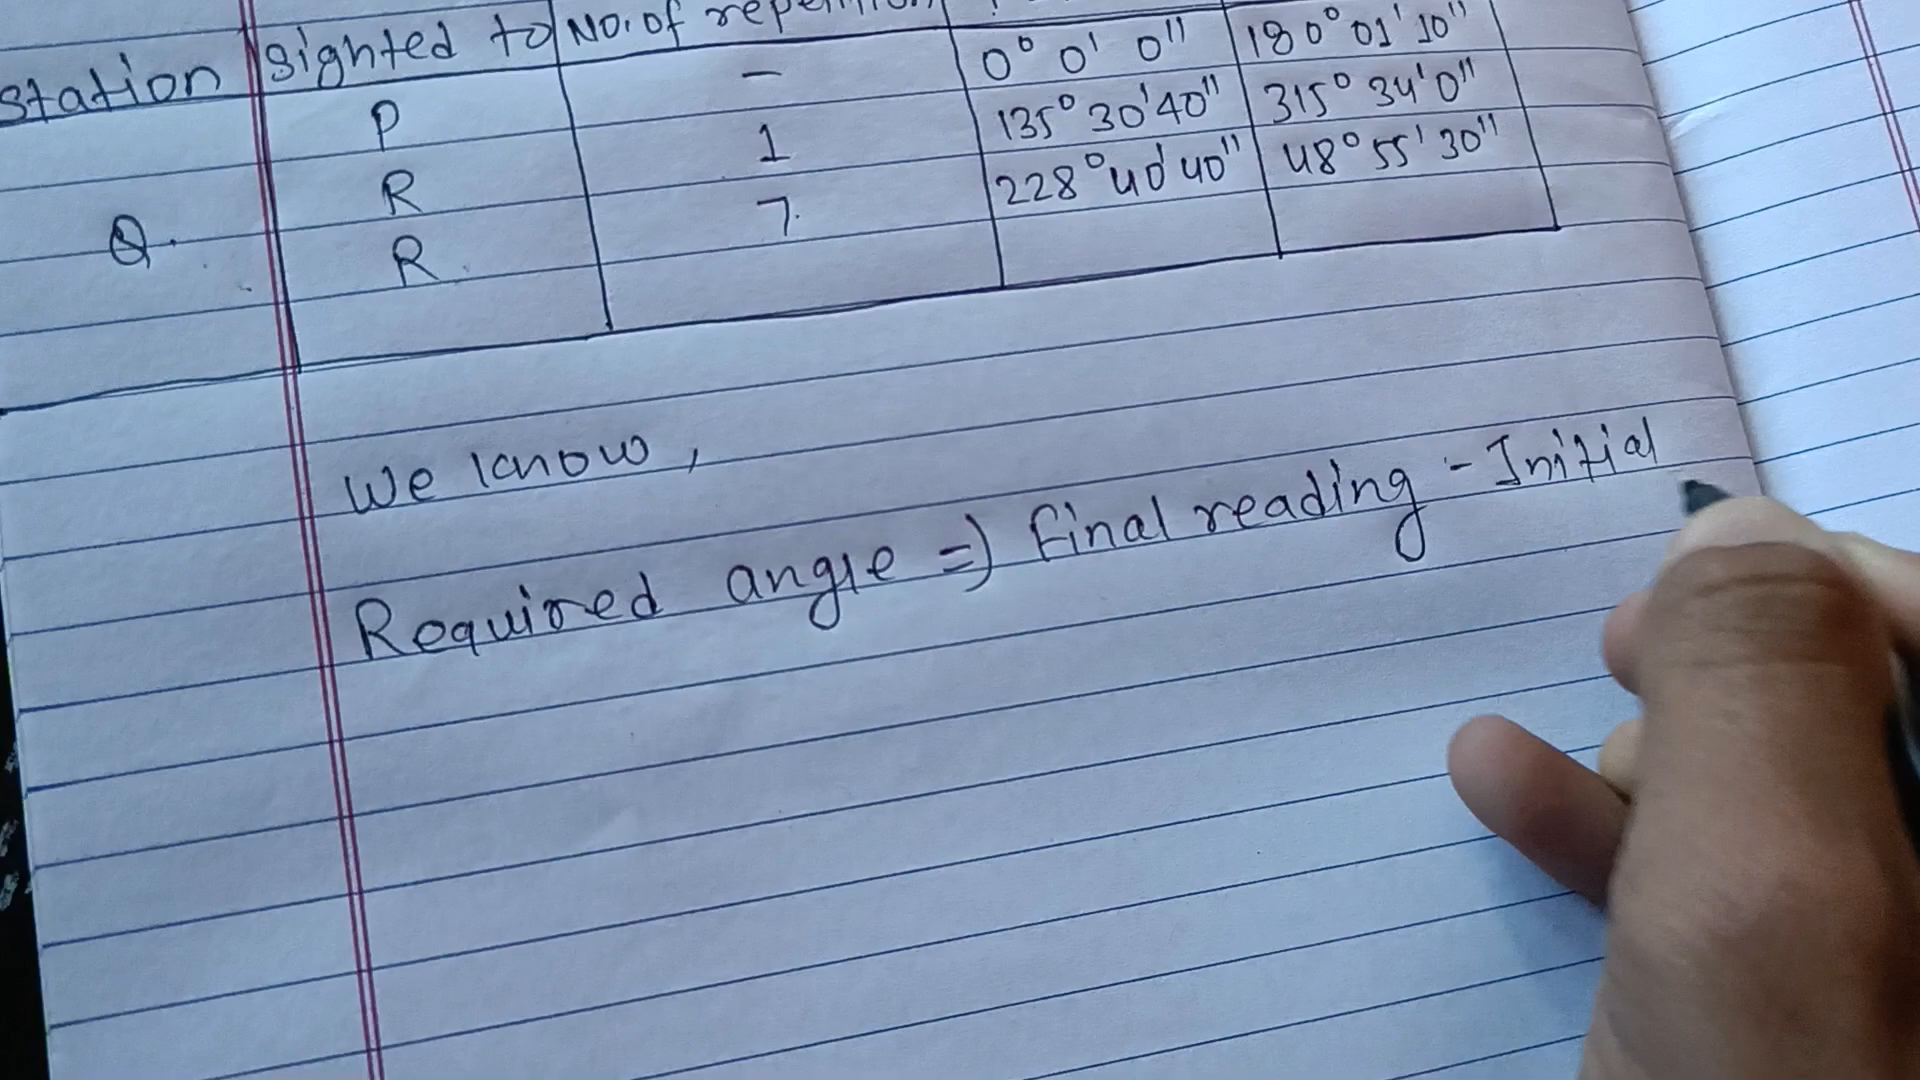 Station sighted to No. of repetition
P - 0° 0' 0" 180° 01' 10"
R 1 135° 30' 40" 315° 34' 0"
Q. R 7. 228° 40' 40" 48° 55' 30"
We know,
Required angle => Final reading - Initial